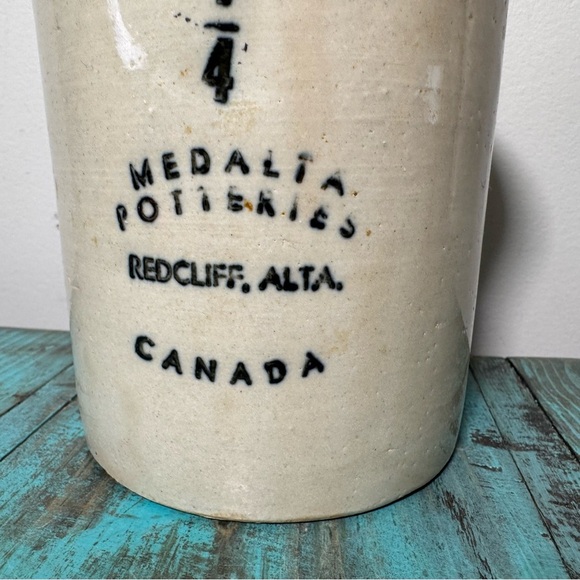 4
MEDALTA
POTTERIES
REDCLIFF, ALTA.
CANADA